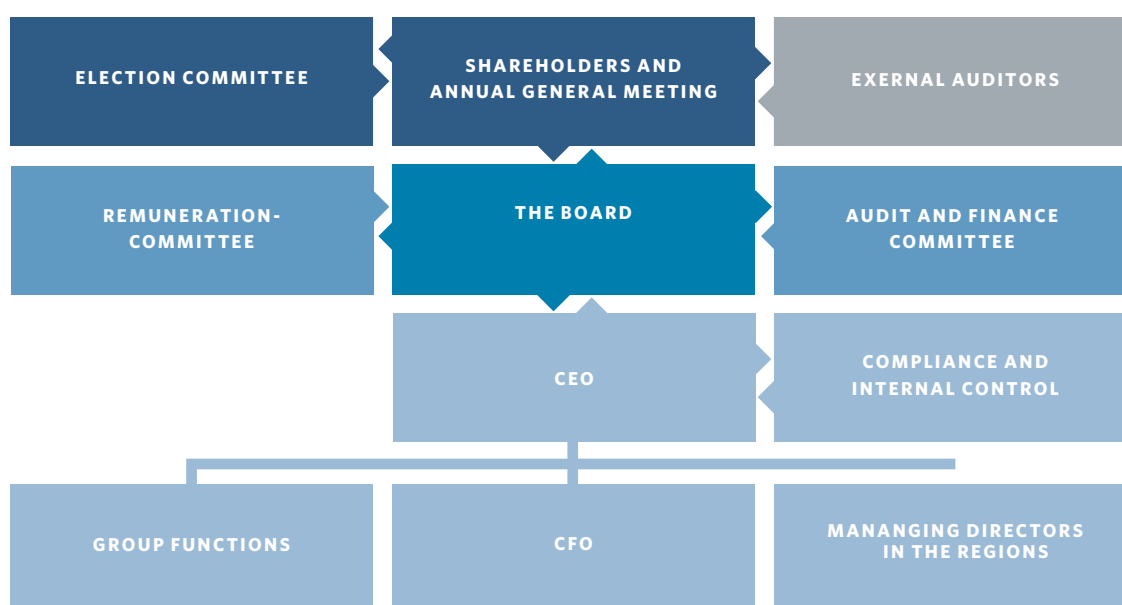 ELECTION COMMITTEE
SHAREHOLDERS AND
ANNUAL GENERAL MEETING
EXERNAL AUDITORS
REMUNERATION-
COMMITTEE
THE BOARD
AUDIT AND FINANCE
COMMITTEE
CEO
COMPLIANCE AND
INTERNAL CONTROL
GROUP FUNCTIONS
CFO
MANANGING DIRECTORS
IN THE REGIONS